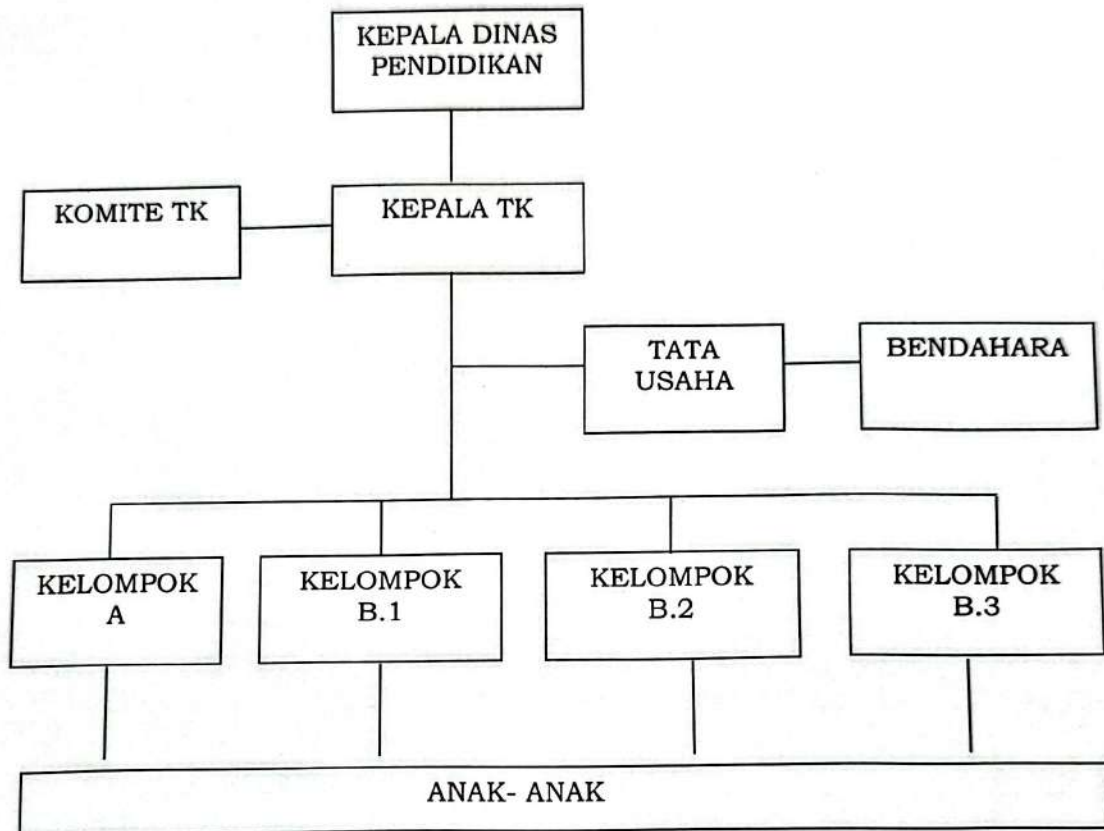 KEPALA DINAS
PENDIDIKAN
KOMITE TK
KEPALA TK
TATA
USAHA
BENDAHARA
KELOMPOK
A
KELOMPOK
B.1
KELOMPOK
B.2
KELOMPOK
B.3
ANAK- ANAK